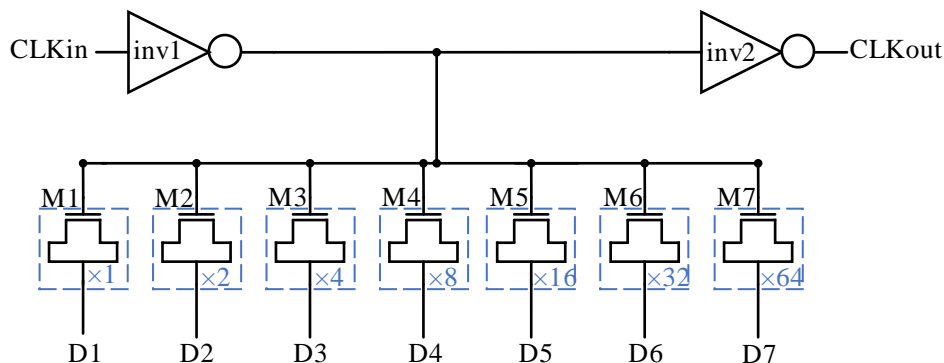 CLKin inv1 inv2 CLKout
M1 M2 M3 M4 M5 M6 M7
×1 ×2 ×4 ×8 ×16 ×32 ×64
D1 D2 D3 D4 D5 D6 D7